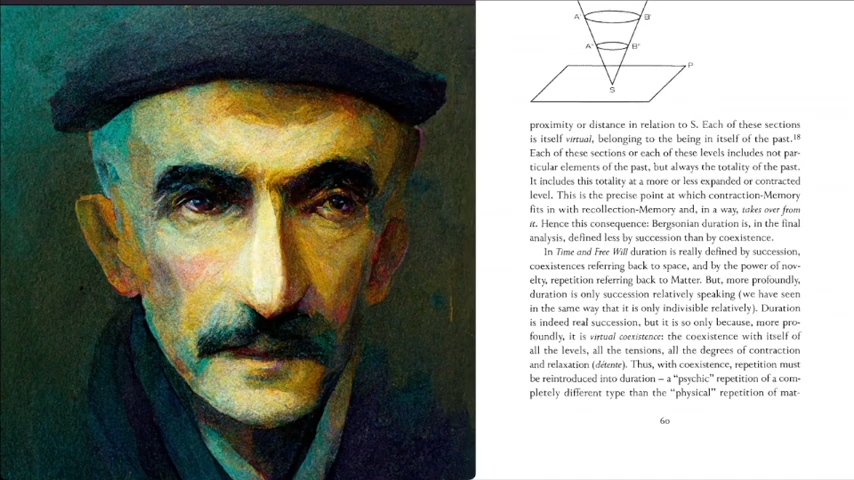 A' B'
A" B"
P
S
proximity or distance in relation to S. Each of these sections
is itself virtual, belonging to the being in itself of the past.¹⁸
Each of these sections or each of these levels includes not par-
ticular elements of the past, but always the totality of the past.
It includes this totality at a more or less expanded or contracted
level. This is the precise point at which contraction-Memory
fits in with recollection-Memory and, in a way, takes over from
it. Hence this consequence: Bergsonian duration is, in the final
analysis, defined less by succession than by coexistence.
In Time and Free Will duration is really defined by succession,
coexistences referring back to space, and by the power of nov-
elty, repetition referring back to Matter. But, more profoundly,
duration is only succession relatively speaking (we have seen
in the same way that it is only indivisible relatively). Duration
is indeed real succession, but it is so only because, more pro-
foundly, it is virtual coexistence: the coexistence with itself of
all the levels, all the tensions, all the degrees of contraction
and relaxation (détente). Thus, with coexistence, repetition must
be reintroduced into duration – a “psychic” repetition of a com-
pletely different type than the “physical” repetition of mat-
60